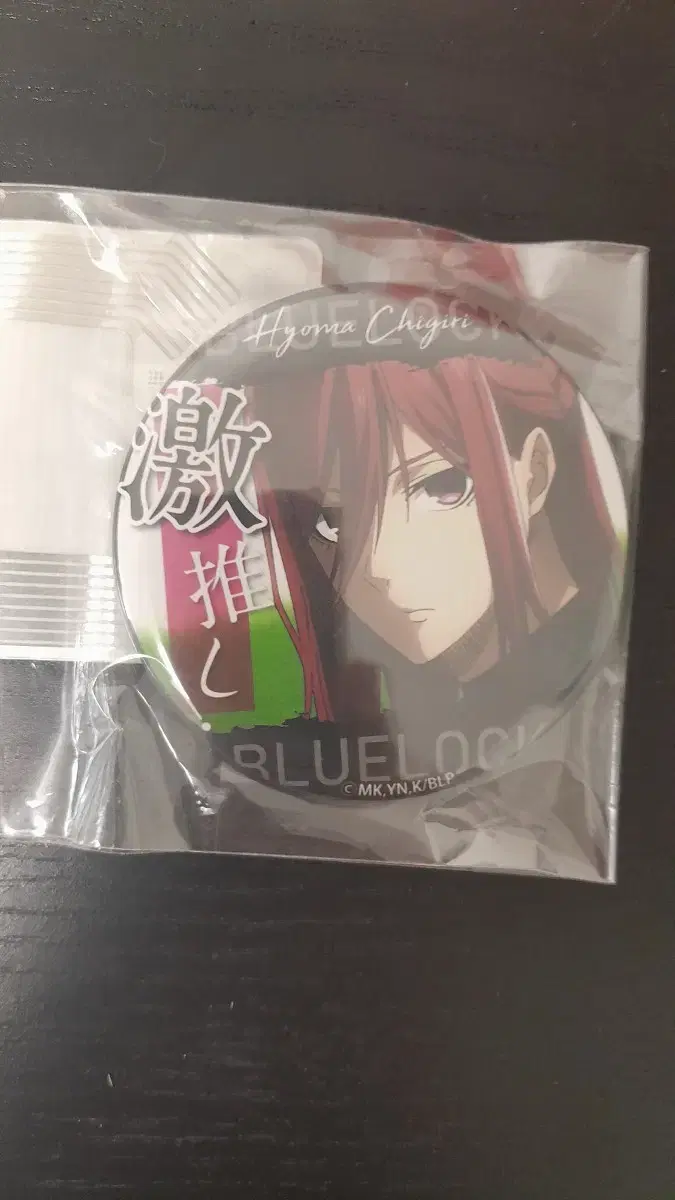 BLUELOCK
Hyoma Chigiri
激
推
し
BLUELOCK
©MK,YN,K/BLP